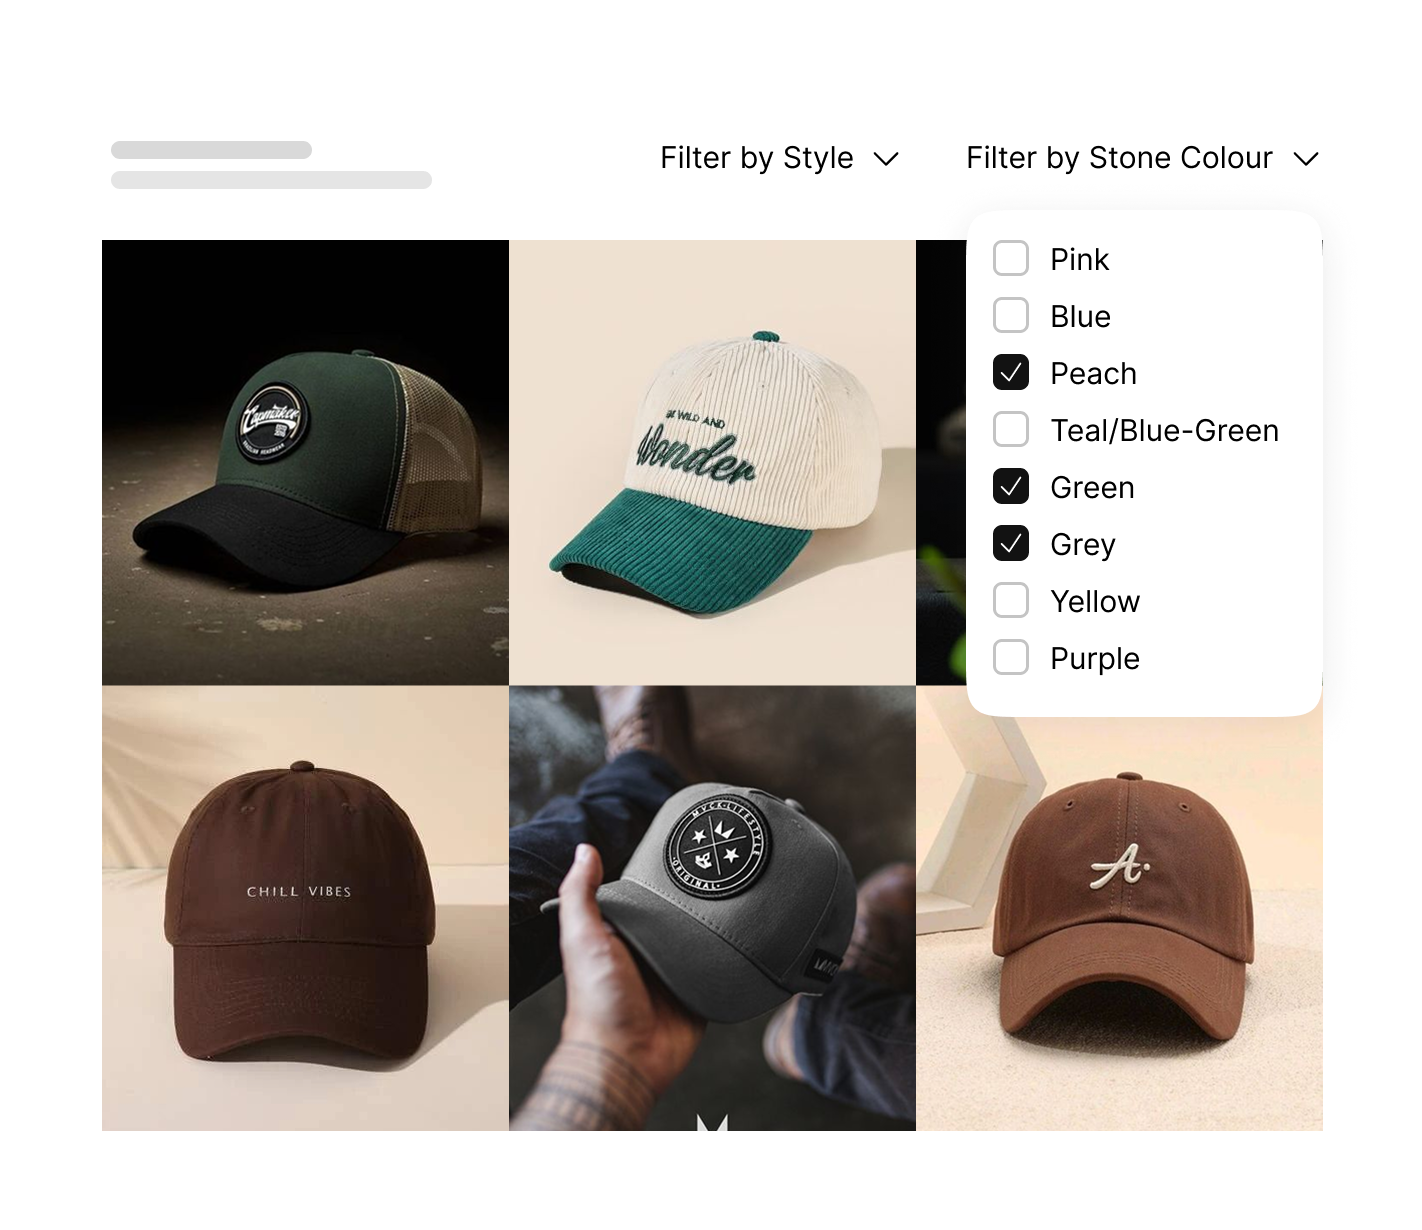 Filter by Style
Filter by Stone Colour
Pink
Blue
Peach
Teal/Blue-Green
Green
Grey
Yellow
Purple
Capmaker
WILD AND
Wonder
CHILL VIBES
MVCK·LIFESTYLE
·ORIGINAL·
A·